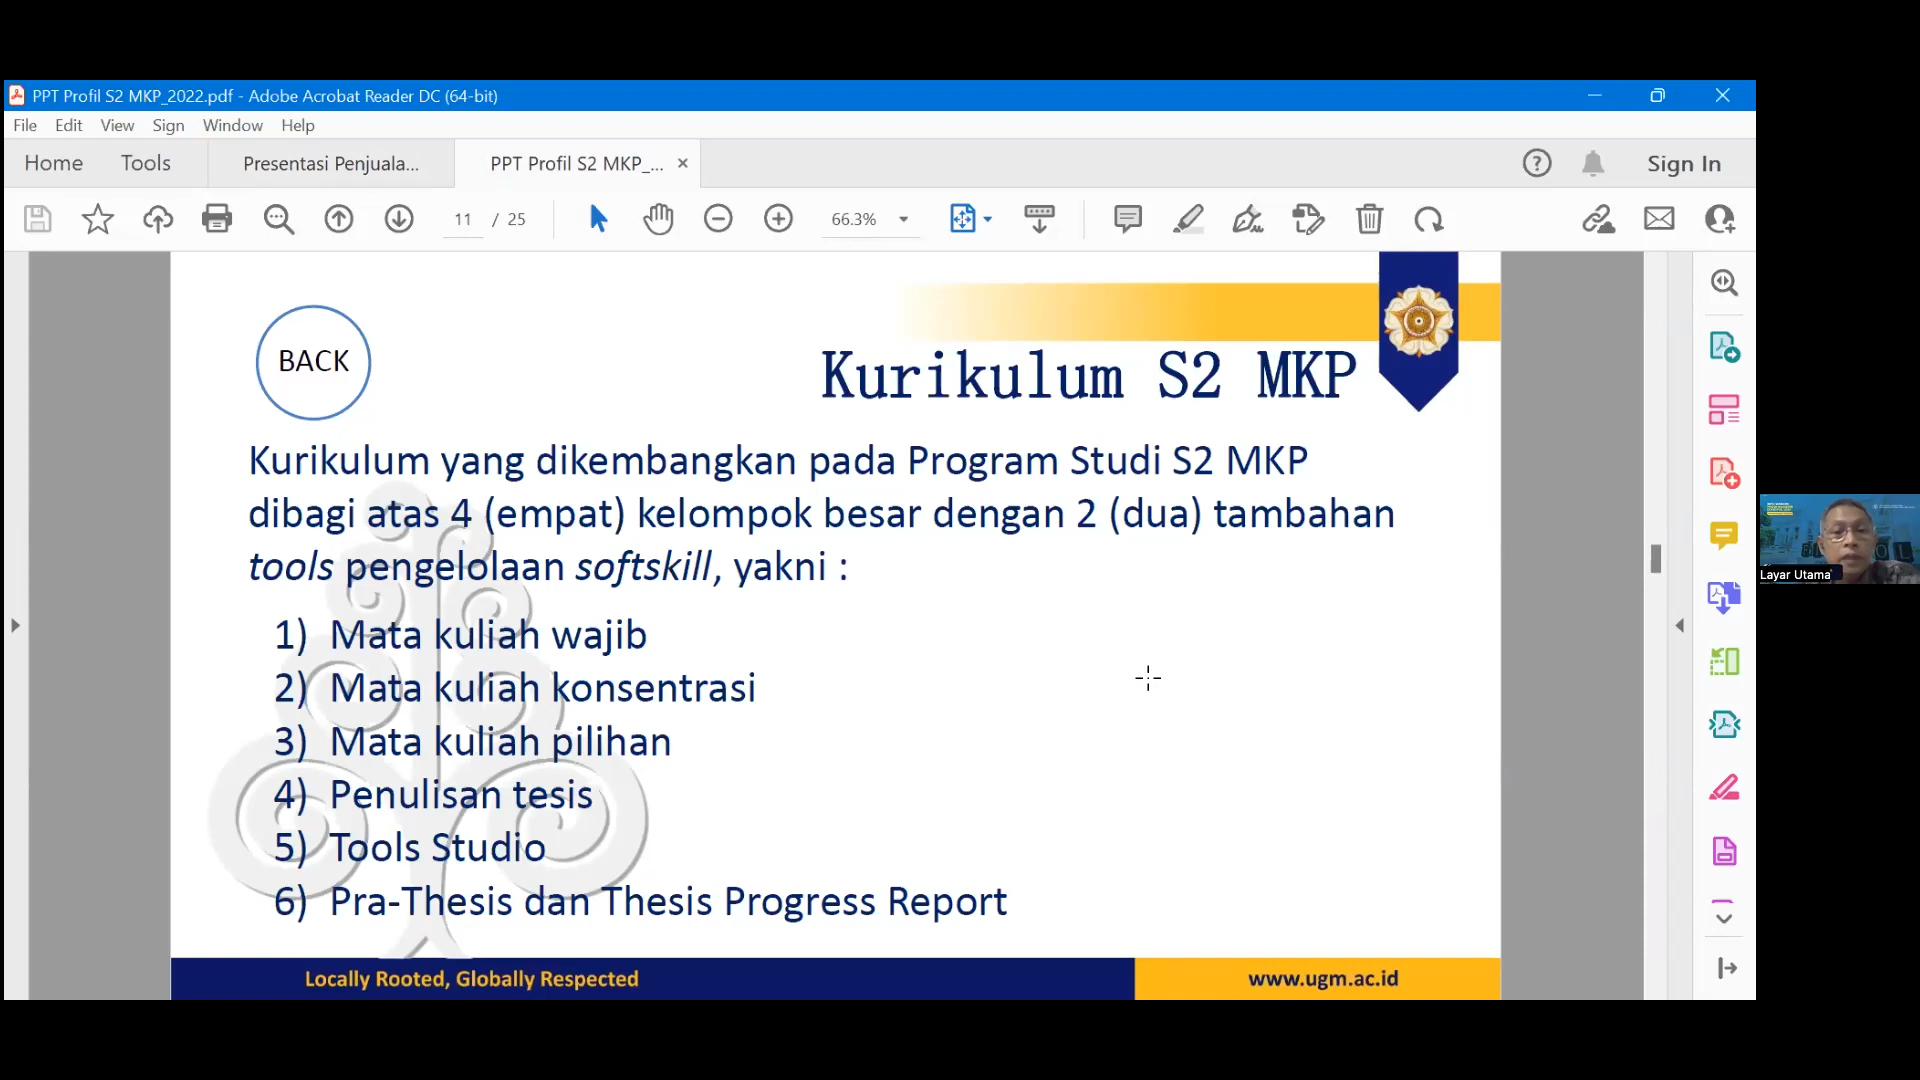 PPT Profil S2 MKP_2022.pdf - Adobe Acrobat Reader DC (64-bit)
File Edit View Sign Window Help
Home Tools Presentasi Penjuala... PPT Profil S2 MKP_... × Sign In
11 / 25 66.3%
BACK
Kurikulum S2 MKP
Kurikulum yang dikembangkan pada Program Studi S2 MKP
dibagi atas 4 (empat) kelompok besar dengan 2 (dua) tambahan
tools pengelolaan softskill, yakni :
1) Mata kuliah wajib
2) Mata kuliah konsentrasi
3) Mata kuliah pilihan
4) Penulisan tesis
5) Tools Studio
6) Pra-Thesis dan Thesis Progress Report
Locally Rooted, Globally Respected
www.ugm.ac.id
Layar Utama